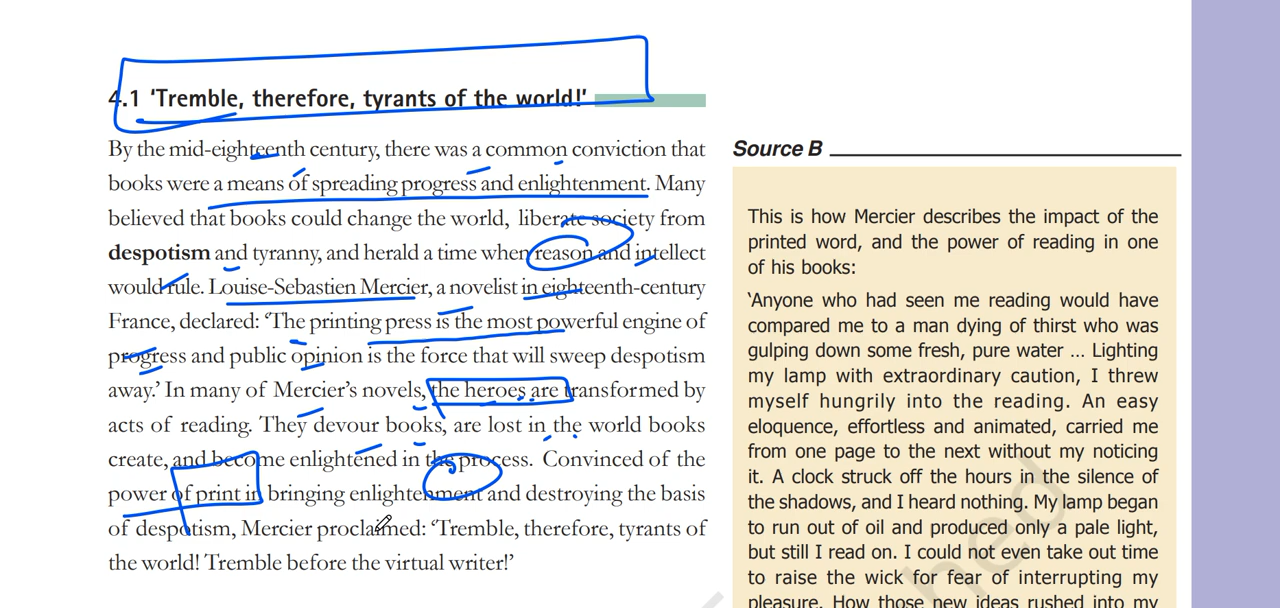 4.1 ‘Tremble, therefore, tyrants of the world!’
By the mid-eighteenth century, there was a common conviction that
books were a means of spreading progress and enlightenment. Many
believed that books could change the world, liberate society from
despotism and tyranny, and herald a time when reason and intellect
would rule. Louise-Sebastien Mercier, a novelist in eighteenth-century
France, declared: ‘The printing press is the most powerful engine of
progress and public opinion is the force that will sweep despotism
away.’ In many of Mercier’s novels, the heroes are transformed by
acts of reading. They devour books, are lost in the world books
create, and become enlightened in the process. Convinced of the
power of print in bringing enlightenment and destroying the basis
of despotism, Mercier proclaimed: ‘Tremble, therefore, tyrants of
the world! Tremble before the virtual writer!’
Source B
This is how Mercier describes the impact of the
printed word, and the power of reading in one
of his books:
‘Anyone who had seen me reading would have
compared me to a man dying of thirst who was
gulping down some fresh, pure water ... Lighting
my lamp with extraordinary caution, I threw
myself hungrily into the reading. An easy
eloquence, effortless and animated, carried me
from one page to the next without my noticing
it. A clock struck off the hours in the silence of
the shadows, and I heard nothing. My lamp began
to run out of oil and produced only a pale light,
but still I read on. I could not even take out time
to raise the wick for fear of interrupting my
pleasure. How those new ideas rushed into my